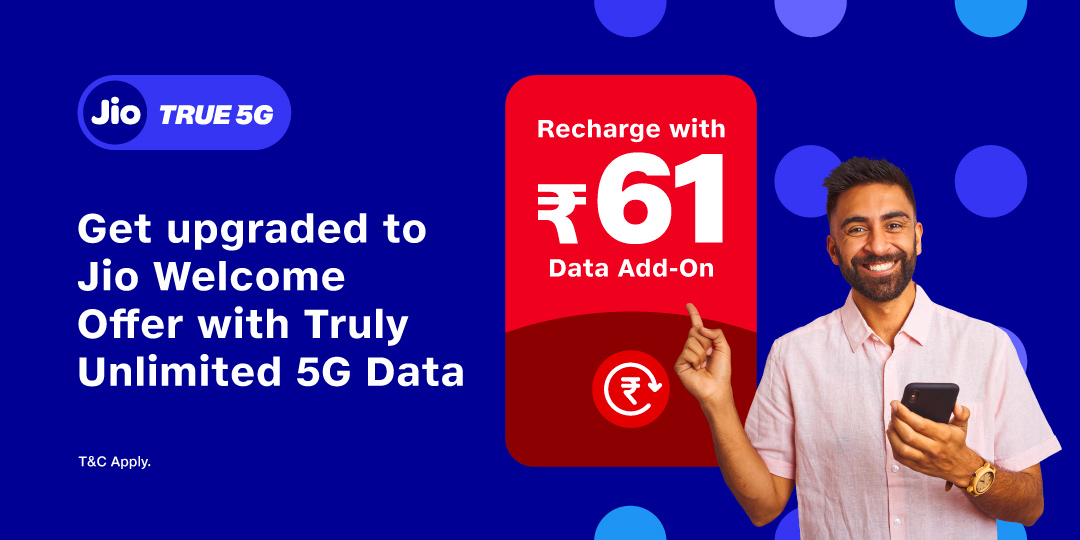 Jio TRUE 5G
Get upgraded to
Jio Welcome
Offer with Truly
Unlimited 5G Data
T&C Apply.
Recharge with
₹61
Data Add-On
₹